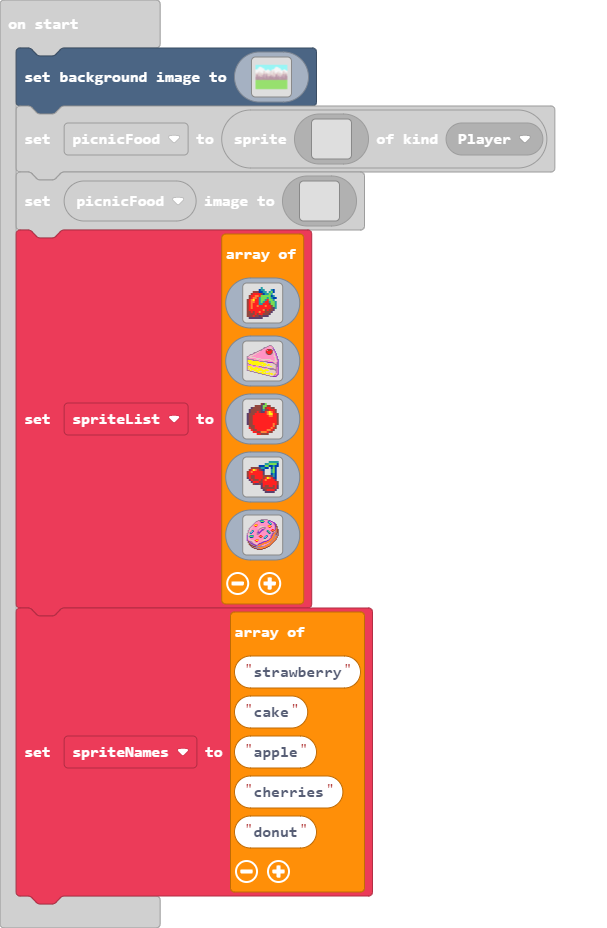 on start
set background image to
set picnicFood to sprite of kind Player
set picnicFood image to
array of
set spriteList to
array of
"strawberry"
"cake"
set spriteNames to "apple"
"cherries"
"donut"